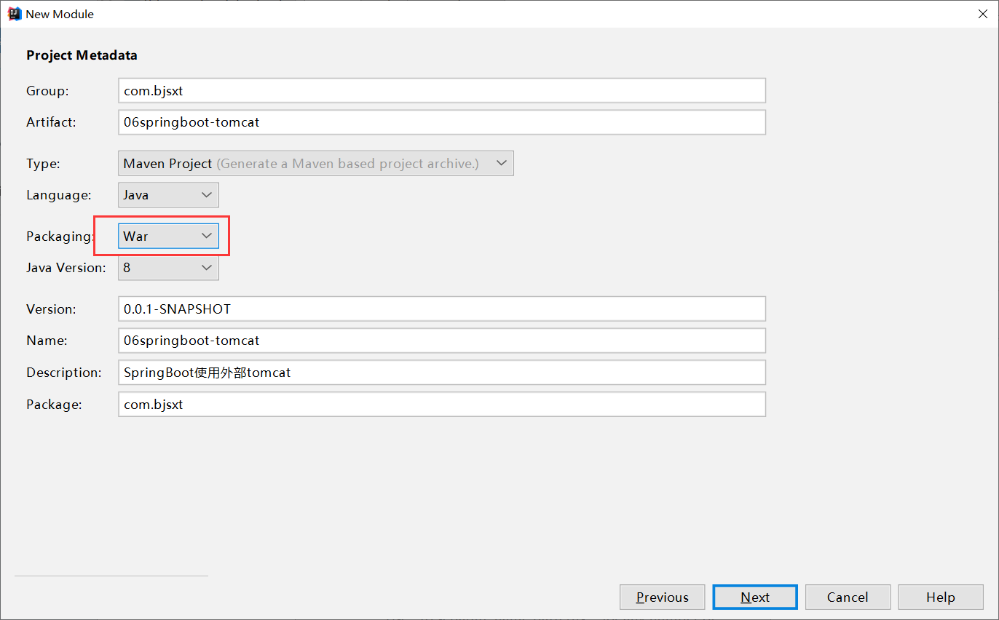 New Module
Project Metadata
Group: com.bjsxt
Artifact: 06springboot-tomcat
Type: Maven Project (Generate a Maven based project archive.)
Language: Java
Packaging: War
Java Version: 8
Version: 0.0.1-SNAPSHOT
Name: 06springboot-tomcat
Description: SpringBoot使用外部tomcat
Package: com.bjsxt
Previous Next Cancel Help